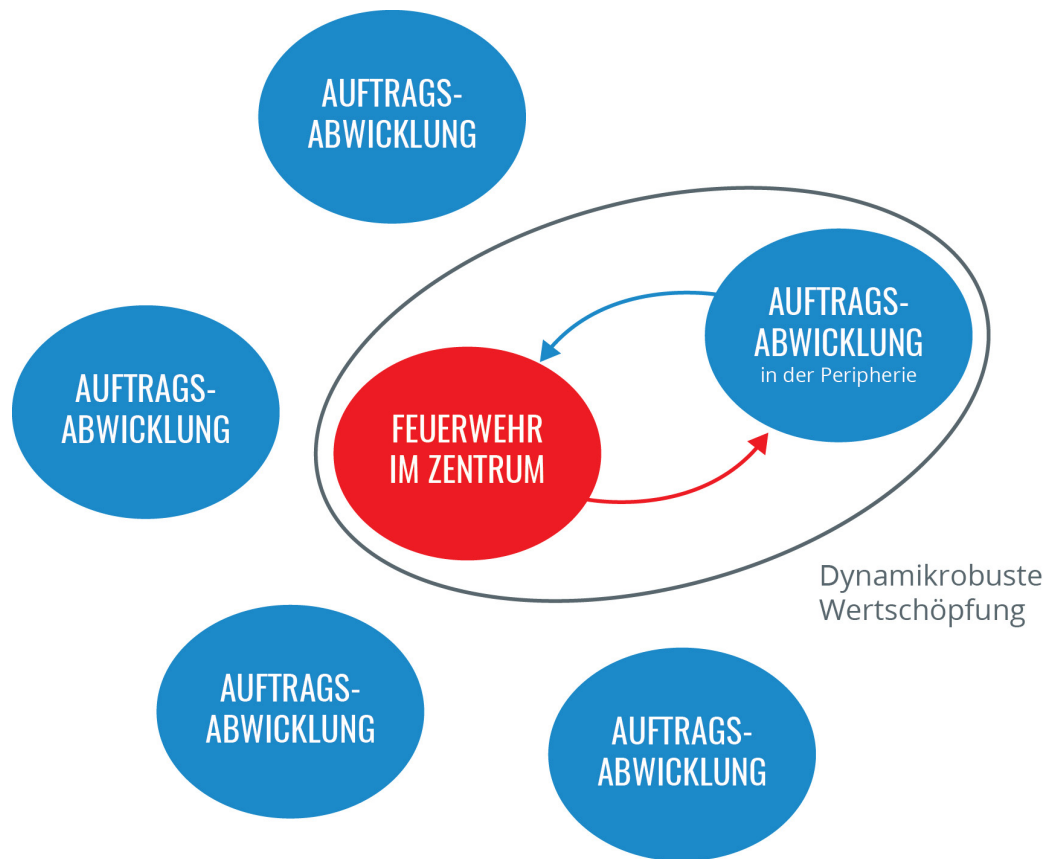 AUFTRAGS-
ABWICKLUNG
AUFTRAGS-
ABWICKLUNG
in der Peripherie
AUFTRAGS-
ABWICKLUNG
FEUERWEHR
IM ZENTRUM
Dynamikrobuste
Wertschöpfung
AUFTRAGS-
ABWICKLUNG
AUFTRAGS-
ABWICKLUNG